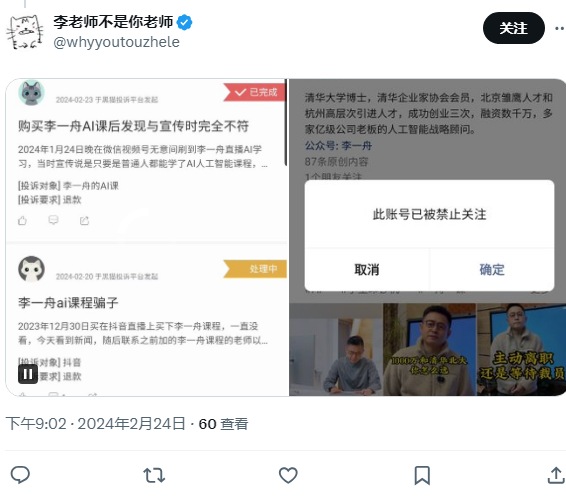 李老师不是你老师
@whyyoutouzhele
关注
2024-02-23 于黑猫投诉平台发起
已完成
购买李一舟AI课后发现与宣传时完全不符
2024年1月24日晚在微信视频号无意间刷到李一舟直播AI学
习，当时宣传说是只要是普通人都能学了AI人工智能课程，...
[投诉对象] 李一舟的AI课
[投诉要求] 退款
2024-02-20 于黑猫投诉平台发起
处理中
李一舟ai课程骗子
2023年12月30日买在抖音直播上买下李一舟课程，一直没
看，今天看到新闻，随后联系之前加的李一舟课程的老师以...
[投诉对象] 抖音
要求] 退款
清华大学博士，清华企业家协会会员，北京雏鹰人才和
杭州高层次引进人才，成功创业三次，融资数千万，多
家亿级公司老板的人工智能战略顾问。
公众号: 李一舟
87条原创内容
1个朋友关注
此账号已被禁止关注
取消
确定
1000万和清华北大
你怎么选
主动离职
还是等待裁员
下午9:02 · 2024年2月24日 · 60 查看